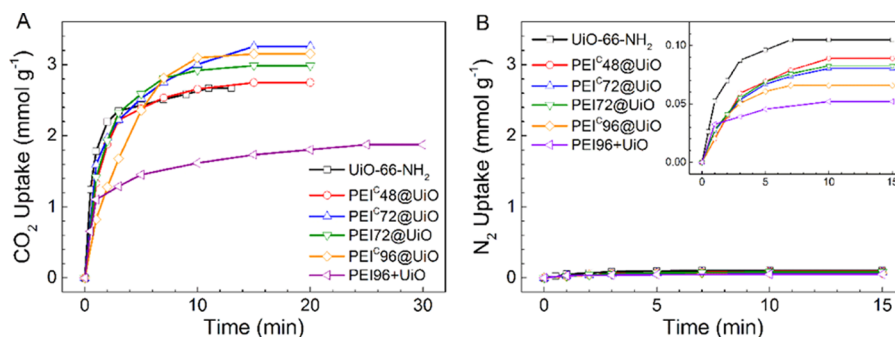 A
CO₂ Uptake (mmol g⁻¹)
3
2
1
0
UiO-66-NH₂
PEIᶜ48@UiO
PEIᶜ72@UiO
PEI72@UiO
PEIᶜ96@UiO
PEI96+UiO
0 10 20 30
Time (min)
B
N₂ Uptake (mmol g⁻¹)
3
2
1
0
UiO-66-NH₂
PEIᶜ48@UiO
PEIᶜ72@UiO
PEI72@UiO
PEIᶜ96@UiO
PEI96+UiO
0.10
0.05
0.00
0 5 10 15
0 5 10 15
Time (min)